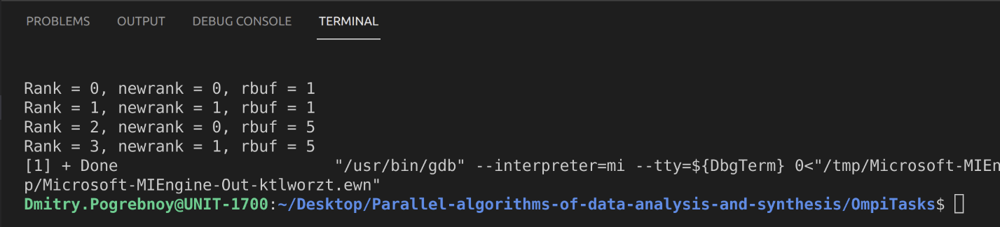 PROBLEMS OUTPUT DEBUG CONSOLE TERMINAL
Rank = 0, newrank = 0, rbuf = 1
Rank = 1, newrank = 1, rbuf = 1
Rank = 2, newrank = 0, rbuf = 5
Rank = 3, newrank = 1, rbuf = 5
[1] + Done "/usr/bin/gdb" --interpreter=mi --tty=${DbgTerm} 0<"/tmp/Microsoft-MIEn
p/Microsoft-MIEngine-Out-ktlworzt.ewn"
Dmitry.Pogrebnoy@UNIT-1700:~/Desktop/Parallel-algorithms-of-data-analysis-and-synthesis/OmpiTasks$